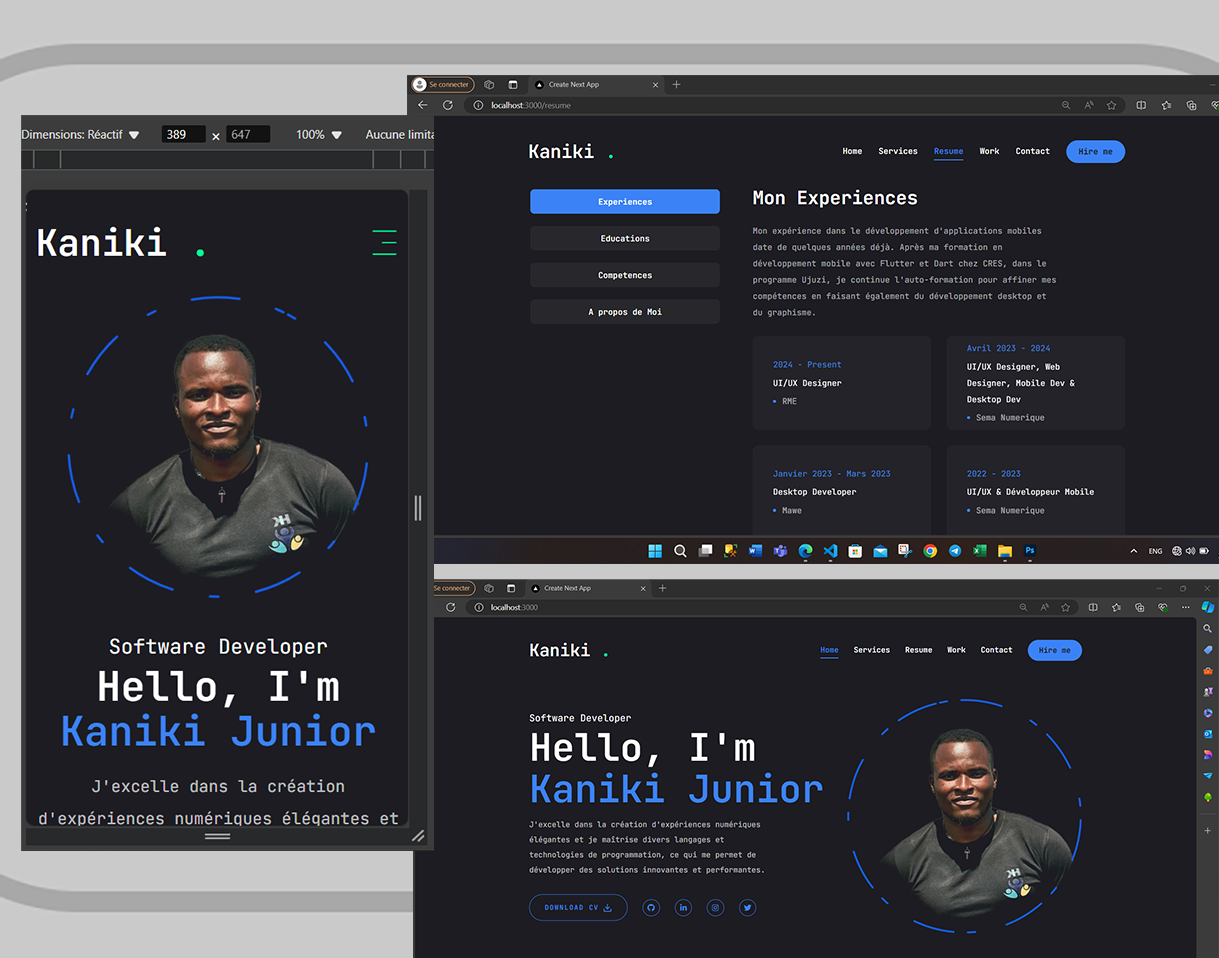 Dimensions: Réactif
389 × 647
100%
Aucune limita
Kaniki .
Software Developer
Hello, I'm
Kaniki Junior
J'excelle dans la création
d'expériences numériques élégantes et
Se connecter
Create Next App
localhost:3000/resume
Kaniki .
Home
Services
Resume
Work
Contact
Hire me
Experiences
Educations
Competences
A propos de Moi
Mon Experiences
Mon expérience dans le développement d'applications mobiles
date de quelques années déjà. Après ma formation en
développement mobile avec Flutter et Dart chez CRES, dans le
programme Ujuzi, je continue l'auto-formation pour affiner mes
compétences en faisant également du développement desktop et
du graphisme.
2024 - Present
UI/UX Designer
RME
Avril 2023 - 2024
UI/UX Designer, Web
Designer, Mobile Dev &
Desktop Dev
Sema Numerique
Janvier 2023 - Mars 2023
Desktop Developer
Mawe
2022 - 2023
UI/UX & Développeur Mobile
Sema Numerique
ENG
Se connecter
Create Next App
localhost:3000
Kaniki .
Home
Services
Resume
Work
Contact
Hire me
Software Developer
Hello, I'm
Kaniki Junior
J'excelle dans la création d'expériences numériques
élégantes et je maîtrise divers langages et
technologies de programmation, ce qui me permet de
développer des solutions innovantes et performantes.
DOWNLOAD CV